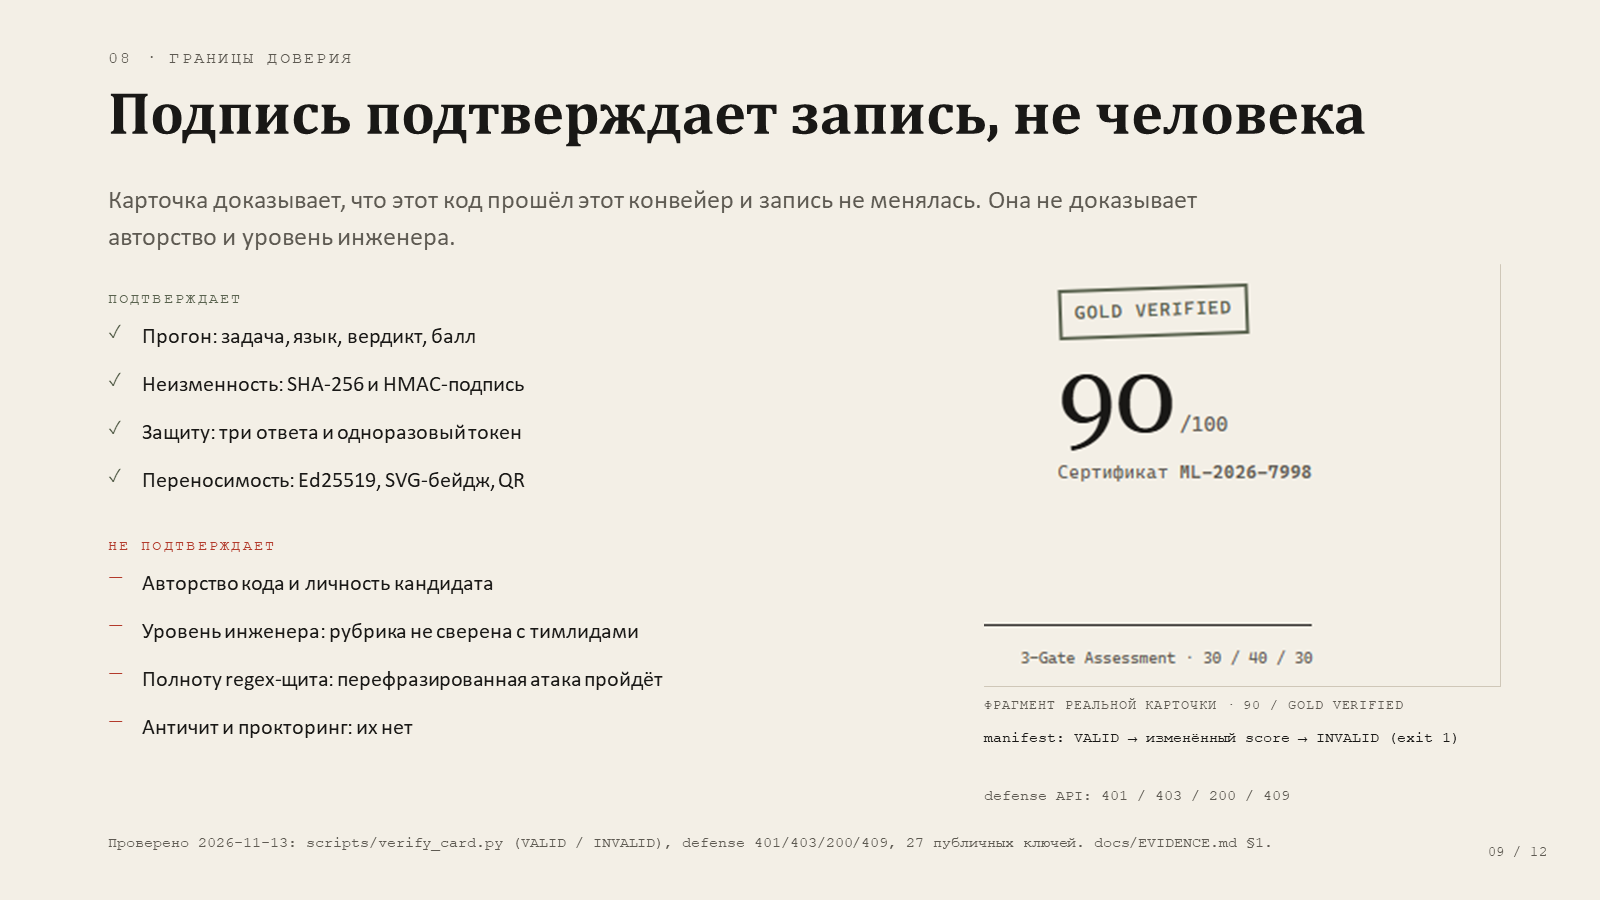 08 · ГРАНИЦЫ ДОВЕРИЯ
Подпись подтверждает запись, не человека
Карточка доказывает, что этот код прошёл этот конвейер и запись не менялась. Она не доказывает
авторство и уровень инженера.
ПОДТВЕРЖДАЕТ
✓ Прогон: задача, язык, вердикт, балл
✓ Неизменность: SHA-256 и HMAC-подпись
✓ Защиту: три ответа и одноразовый токен
✓ Переносимость: Ed25519, SVG-бейдж, QR
НЕ ПОДТВЕРЖДАЕТ
— Авторство кода и личность кандидата
— Уровень инженера: рубрика не сверена с тимлидами
— Полноту regex-щита: перефразированная атака пройдёт
— Античит и прокторинг: их нет
GOLD VERIFIED
90 /100
Сертификат ML-2026-7998
3-Gate Assessment · 30 / 40 / 30
ФРАГМЕНТ РЕАЛЬНОЙ КАРТОЧКИ · 90 / GOLD VERIFIED
manifest: VALID → изменённый score → INVALID (exit 1)
defense API: 401 / 403 / 200 / 409
Проверено 2026-11-13: scripts/verify_card.py (VALID / INVALID), defense 401/403/200/409, 27 публичных ключей. docs/EVIDENCE.md §1.
09 / 12